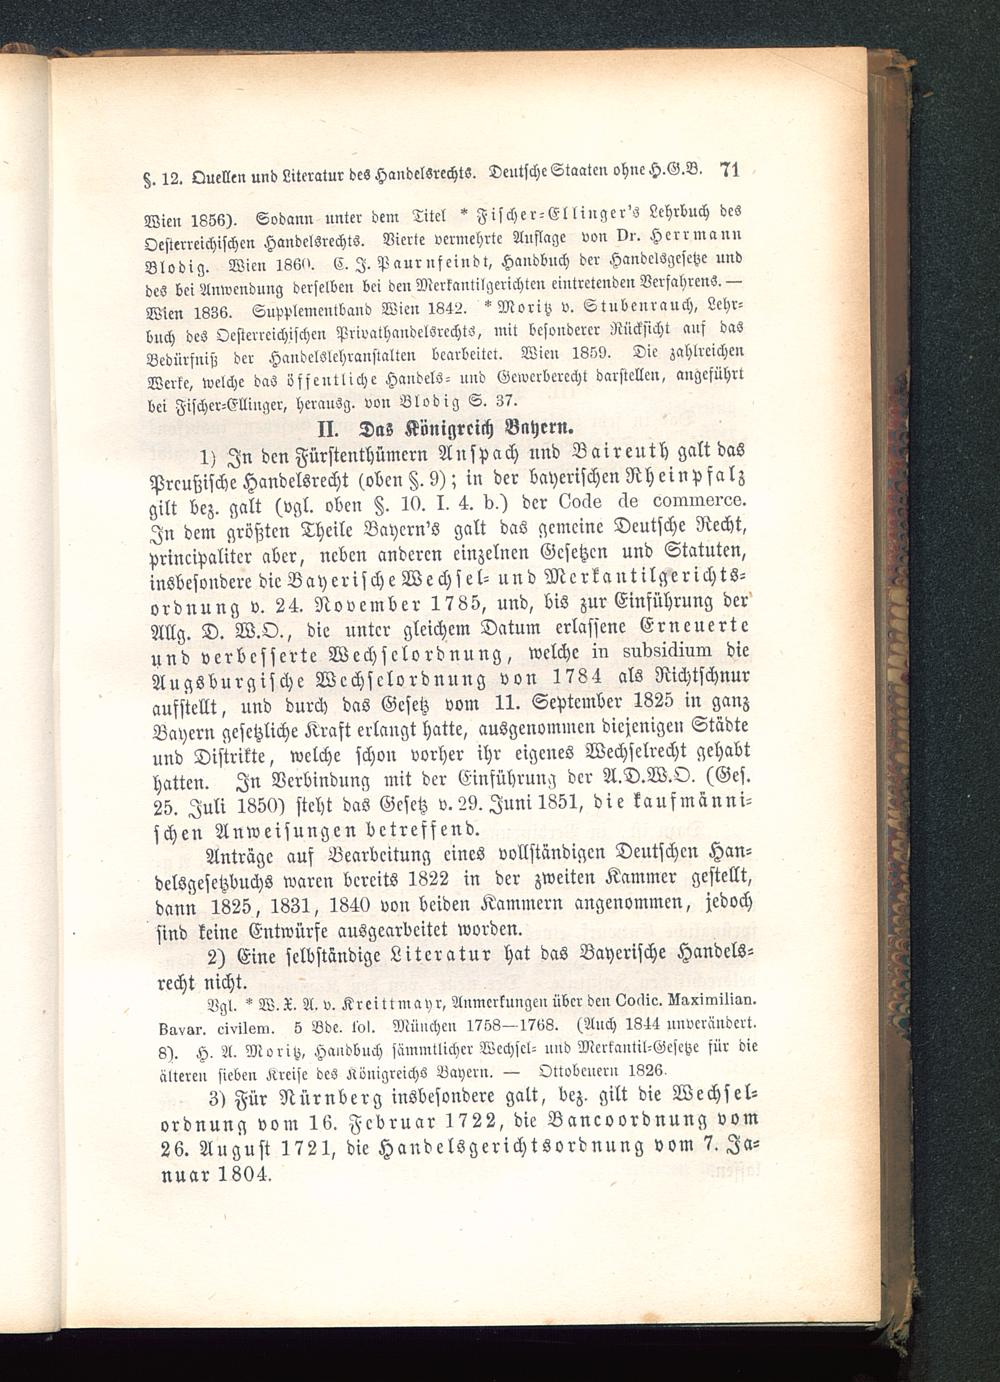 §. 12. Quellen und Literatur des Handelsrechts. Deutsche Staaten ohne H.G.B. 71
Wien 1856). Sodann unter dem Titel * Fischer-Ellinger's Lehrbuch des
Oesterreichischen Handelsrechts. Vierte vermehrte Auflage von Dr. Herrmann
Blodig. Wien 1860. C. J. Paurnfeindt, Handbuch der Handelsgesetze und
des bei Anwendung derselben bei den Merkantilgerichten eintretenden Verfahrens. —
Wien 1836. Supplementband Wien 1842. * Moritz v. Stubenrauch, Lehr-
buch des Oesterreichischen Privathandelsrechts, mit besonderer Rücksicht auf das
Bedürfniß der Handelslehranstalten bearbeitet. Wien 1859. Die zahlreichen
Werke, welche das öffentliche Handels- und Gewerberecht darstellen, angeführt
bei Fischer-Ellinger, herausg. von Blodig S. 37.
II. Das Königreich Bayern.
1) In den Fürstenthümern Anspach und Baireuth galt das
Preußische Handelsrecht (oben §. 9); in der bayerischen Rheinpfalz
gilt bez. galt (vgl. oben §. 10. I. 4. b.) der Code de commerce.
In dem größten Theile Bayern's galt das gemeine Deutsche Recht,
principaliter aber, neben anderen einzelnen Gesetzen und Statuten,
insbesondere die Bayerische Wechsel- und Merkantilgerichts-
ordnung v. 24. November 1785, und, bis zur Einführung der
Allg. D. W.O., die unter gleichem Datum erlassene Erneuerte
und verbesserte Wechselordnung, welche in subsidium die
Augsburgische Wechselordnung von 1784 als Richtschnur
aufstellt, und durch das Gesetz vom 11. September 1825 in ganz
Bayern gesetzliche Kraft erlangt hatte, ausgenommen diejenigen Städte
und Distrikte, welche schon vorher ihr eigenes Wechselrecht gehabt
hatten. In Verbindung mit der Einführung der A.D.W.O. (Ges.
25. Juli 1850) steht das Gesetz v. 29. Juni 1851, die kaufmänni-
schen Anweisungen betreffend.
Anträge auf Bearbeitung eines vollständigen Deutschen Han-
delsgesetzbuchs waren bereits 1822 in der zweiten Kammer gestellt,
dann 1825, 1831, 1840 von beiden Kammern angenommen, jedoch
sind keine Entwürfe ausgearbeitet worden.
2) Eine selbständige Literatur hat das Bayerische Handels-
recht nicht.
Vgl. * W. X. A. v. Kreittmayr, Anmerkungen über den Codic. Maximilian.
Bavar. civilem. 5 Bde. fol. München 1758—1768. (Auch 1844 unverändert.
8). H. A. Moritz, Handbuch sämmtlicher Wechsel- und Merkantil-Gesetze für die
älteren sieben Kreise des Königreichs Bayern. — Ottobeuern 1826.
3) Für Nürnberg insbesondere galt, bez. gilt die Wechsel-
ordnung vom 16. Februar 1722, die Bancoordnung vom
26. August 1721, die Handelsgerichtsordnung vom 7. Ja-
nuar 1804.